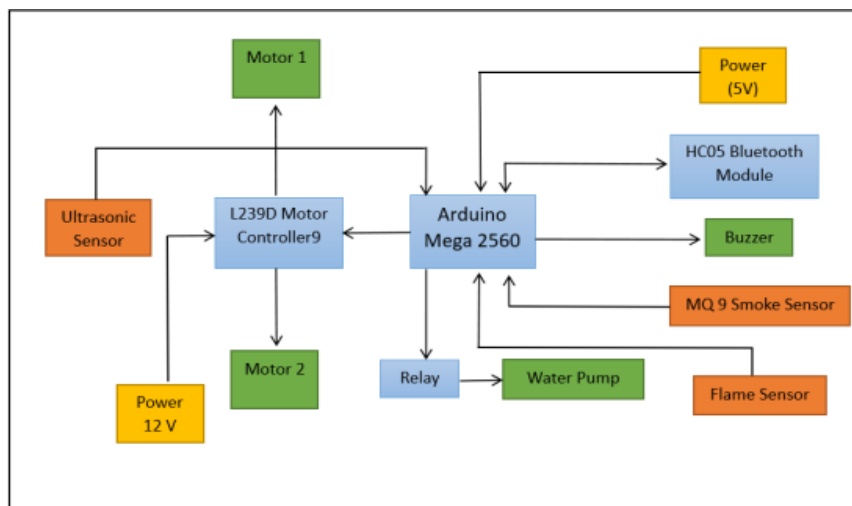 Motor 1
Power
(5V)
HC05 Bluetooth
Module
Ultrasonic
Sensor
L239D Motor
Controller9
Arduino
Mega 2560
Buzzer
MQ 9 Smoke Sensor
Motor 2
Relay
Water Pump
Flame Sensor
Power
12 V